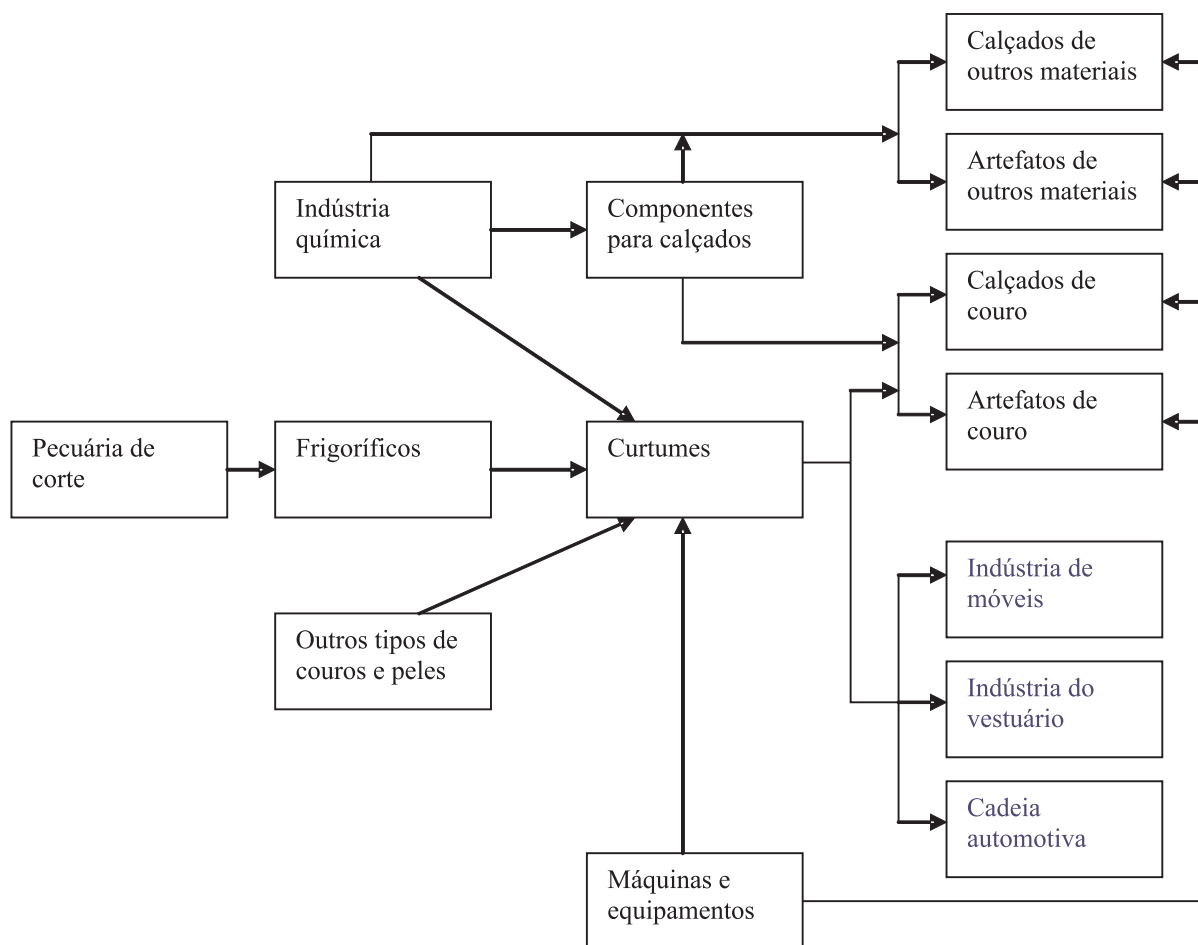 Calçados de
outros materiais
Artefatos de
outros materiais
Indústria
química
Componentes
para calçados
Calçados de
couro
Artefatos de
couro
Pecuária de
corte
Frigoríficos
Curtumes
Indústria de
móveis
Outros tipos de
couros e peles
Indústria do
vestuário
Cadeia
automotiva
Máquinas e
equipamentos